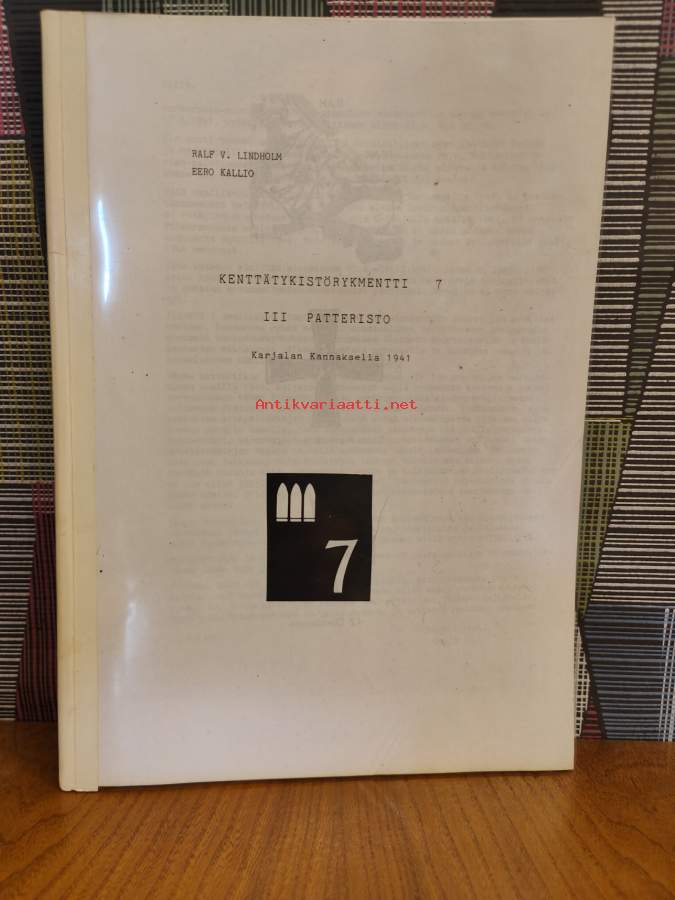 RALF V. LINDHOLM
EERO KALLIO
KENTTÄTYKISTÖRYKMENTTI 7
III PATTERISTO
Karjalan Kannaksella 1941
Antikvariaatti.net
7